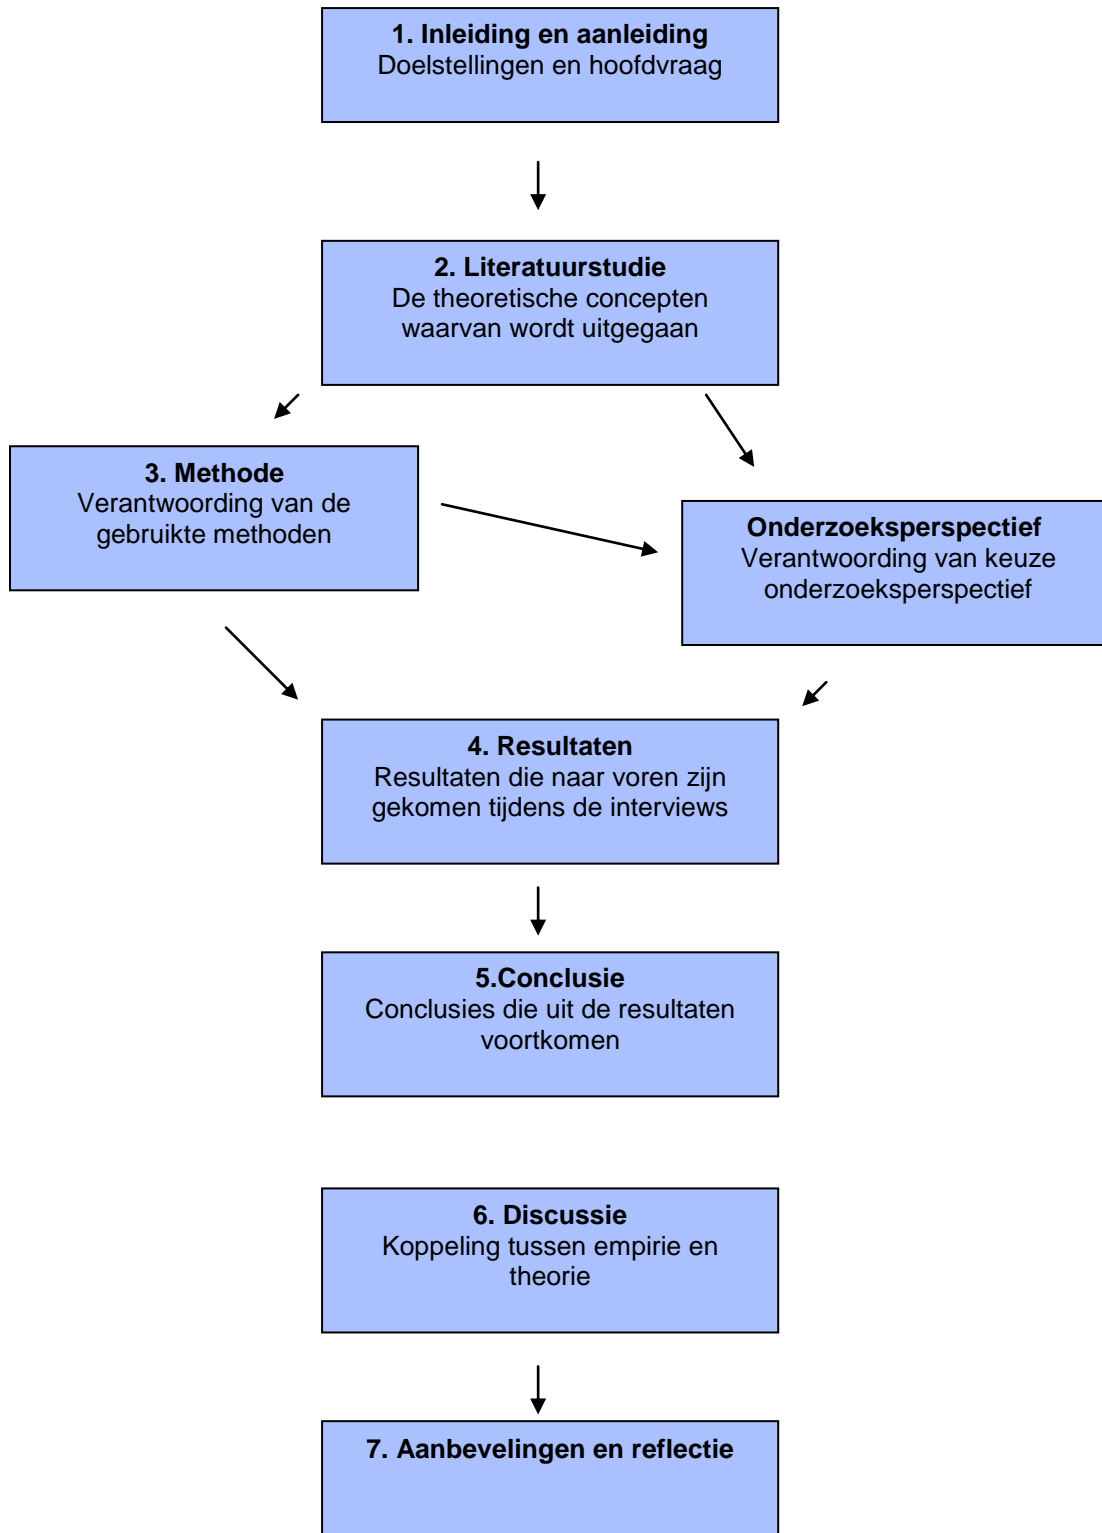 1. Inleiding en aanleiding
Doelstellingen en hoofdvraag
2. Literatuurstudie
De theoretische concepten
waarvan wordt uitgegaan
3. Methode
Verantwoording van de
gebruikte methoden
Onderzoeksperspectief
Verantwoording van keuze
onderzoeksperspectief
4. Resultaten
Resultaten die naar voren zijn
gekomen tijdens de interviews
5.Conclusie
Conclusies die uit de resultaten
voortkomen
6. Discussie
Koppeling tussen empirie en
theorie
7. Aanbevelingen en reflectie